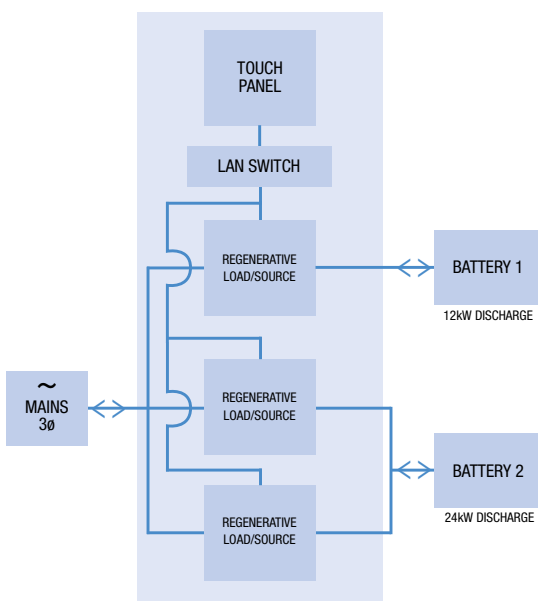 TOUCH
PANEL
LAN SWITCH
REGENERATIVE
LOAD/SOURCE
BATTERY 1
12kW DISCHARGE
~
MAINS
3ø
REGENERATIVE
LOAD/SOURCE
BATTERY 2
24kW DISCHARGE
REGENERATIVE
LOAD/SOURCE